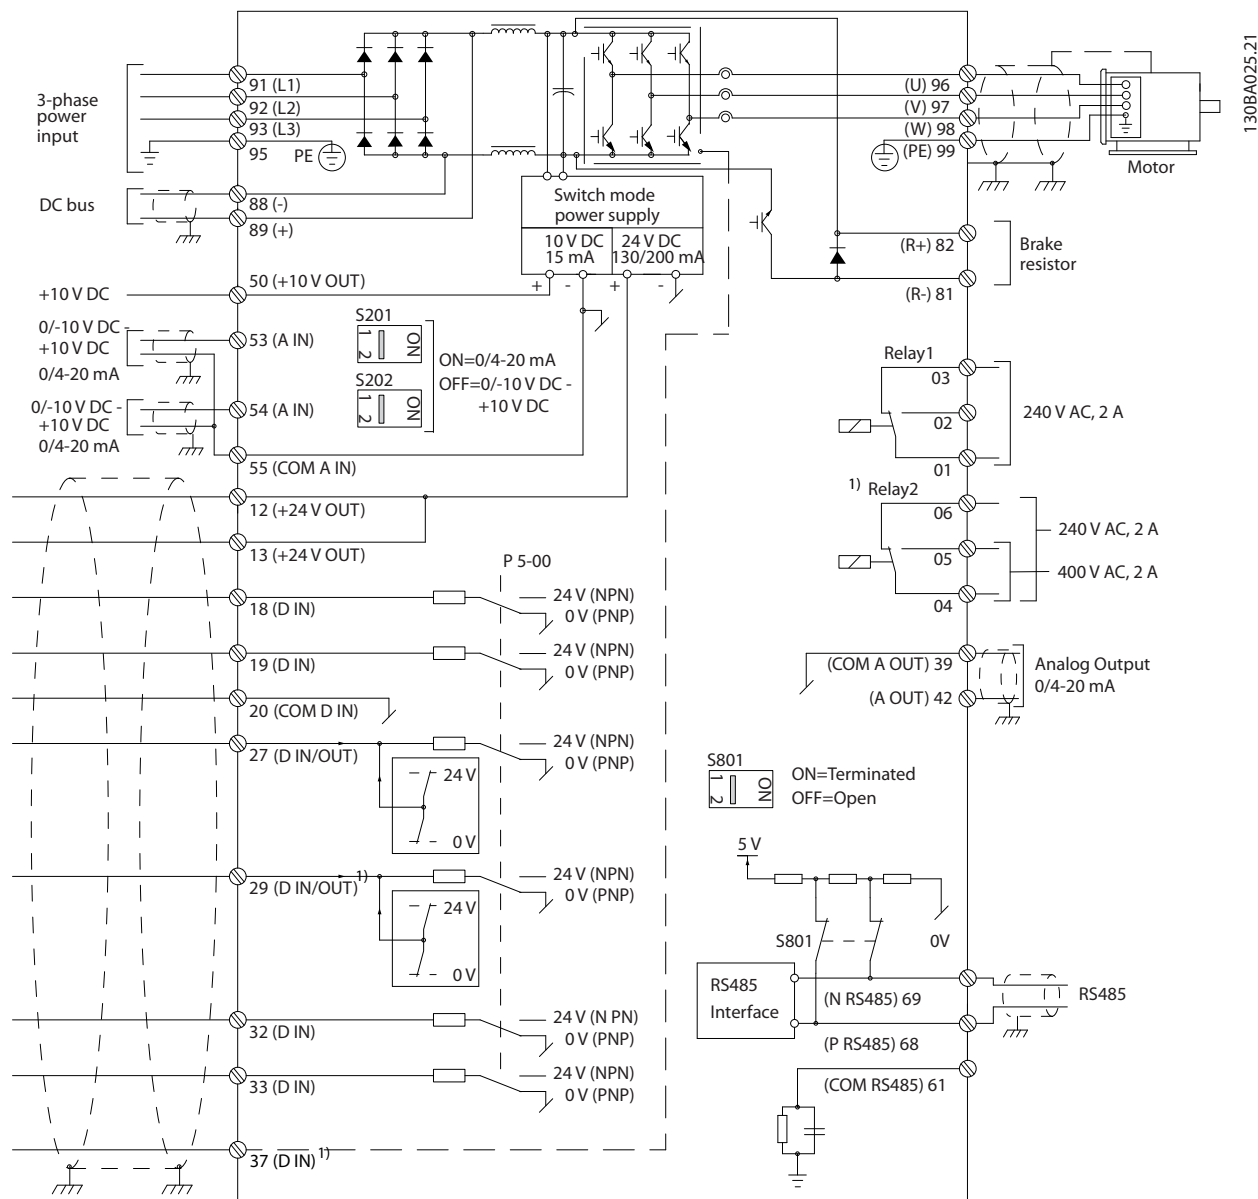 130BA025.21
3-phase
power
input
91 (L1)
92 (L2)
93 (L3)
95
PE
(U) 96
(V) 97
(W) 98
(PE) 99
Motor
DC bus
88 (-)
89 (+)
Switch mode
power supply
10 V DC
15 mA
24 V DC
130/200 mA
+ - + -
(R+) 82
(R-) 81
Brake
resistor
+10 V DC
50 (+10 V OUT)
0/-10 V DC -
+10 V DC
0/4-20 mA
53 (A IN)
S201
1 2
ON
S202
1 2
ON
ON=0/4-20 mA
OFF=0/-10 V DC -
+10 V DC
0/-10 V DC -
+10 V DC
0/4-20 mA
54 (A IN)
55 (COM A IN)
12 (+24 V OUT)
13 (+24 V OUT)
Relay1
03
02
01
240 V AC, 2 A
1) Relay2
06
05
04
240 V AC, 2 A
400 V AC, 2 A
P 5-00
18 (D IN)
24 V (NPN)
0 V (PNP)
19 (D IN)
24 V (NPN)
0 V (PNP)
20 (COM D IN)
27 (D IN/OUT)
24 V (NPN)
0 V (PNP)
24 V
0 V
29 (D IN/OUT) 1)
24 V (NPN)
0 V (PNP)
24 V
0 V
32 (D IN)
24 V (N PN)
0 V (PNP)
33 (D IN)
24 V (NPN)
0 V (PNP)
37 (D IN) 1)
(COM A OUT) 39
(A OUT) 42
Analog Output
0/4-20 mA
S801
1 2
ON
ON=Terminated
OFF=Open
5 V
S801
0V
RS485
Interface
(N RS485) 69
(P RS485) 68
(COM RS485) 61
RS485